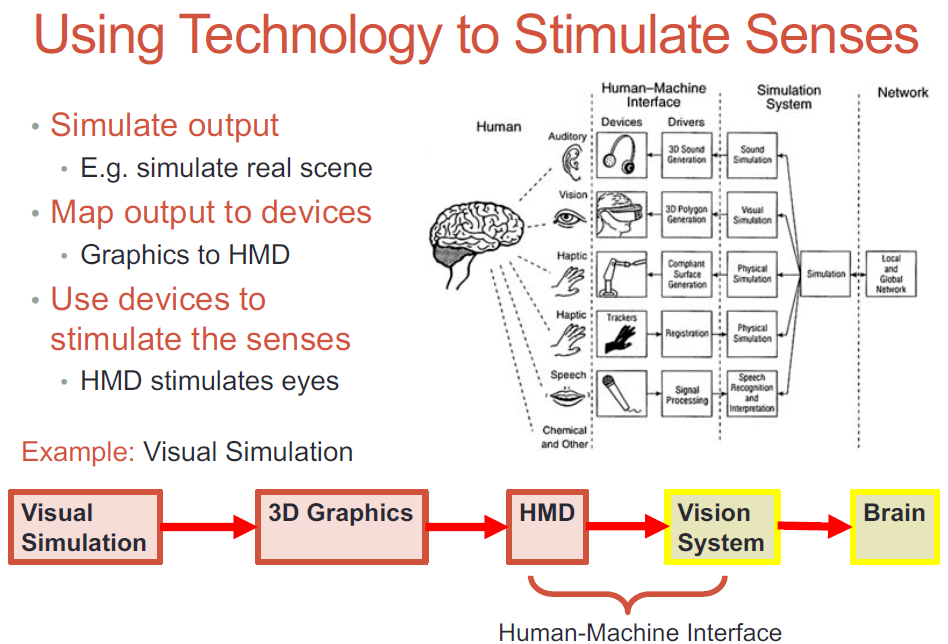 Using Technology to Stimulate Senses
• Simulate output
• E.g. simulate real scene
• Map output to devices
• Graphics to HMD
• Use devices to
stimulate the senses
• HMD stimulates eyes
Human
Human–Machine
Interface
Simulation
System
Network
Devices
Drivers
Auditory
3D Sound
Generation
Sound
Simulation
Vision
3D Polygon
Generation
Visual
Simulation
Haptic
Compliant
Surface
Generation
Physical
Simulation
Simulation
Local
and
Global
Network
Haptic
Trackers
Registration
Physical
Simulation
Speech
Signal
Processing
Speech
Recognition
and
Interpretation
Chemical
and Other
Example: Visual Simulation
Visual
Simulation
3D Graphics
HMD
Vision
System
Brain
Human-Machine Interface